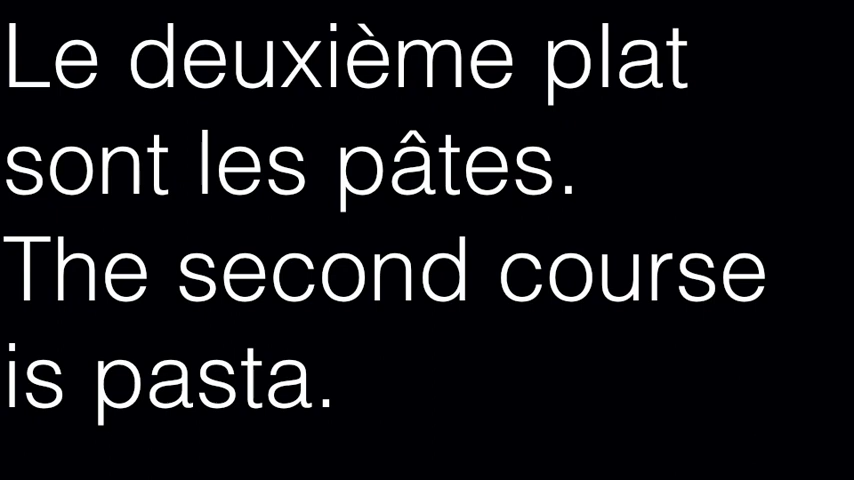 Le deuxième plat
sont les pâtes.
The second course
is pasta.